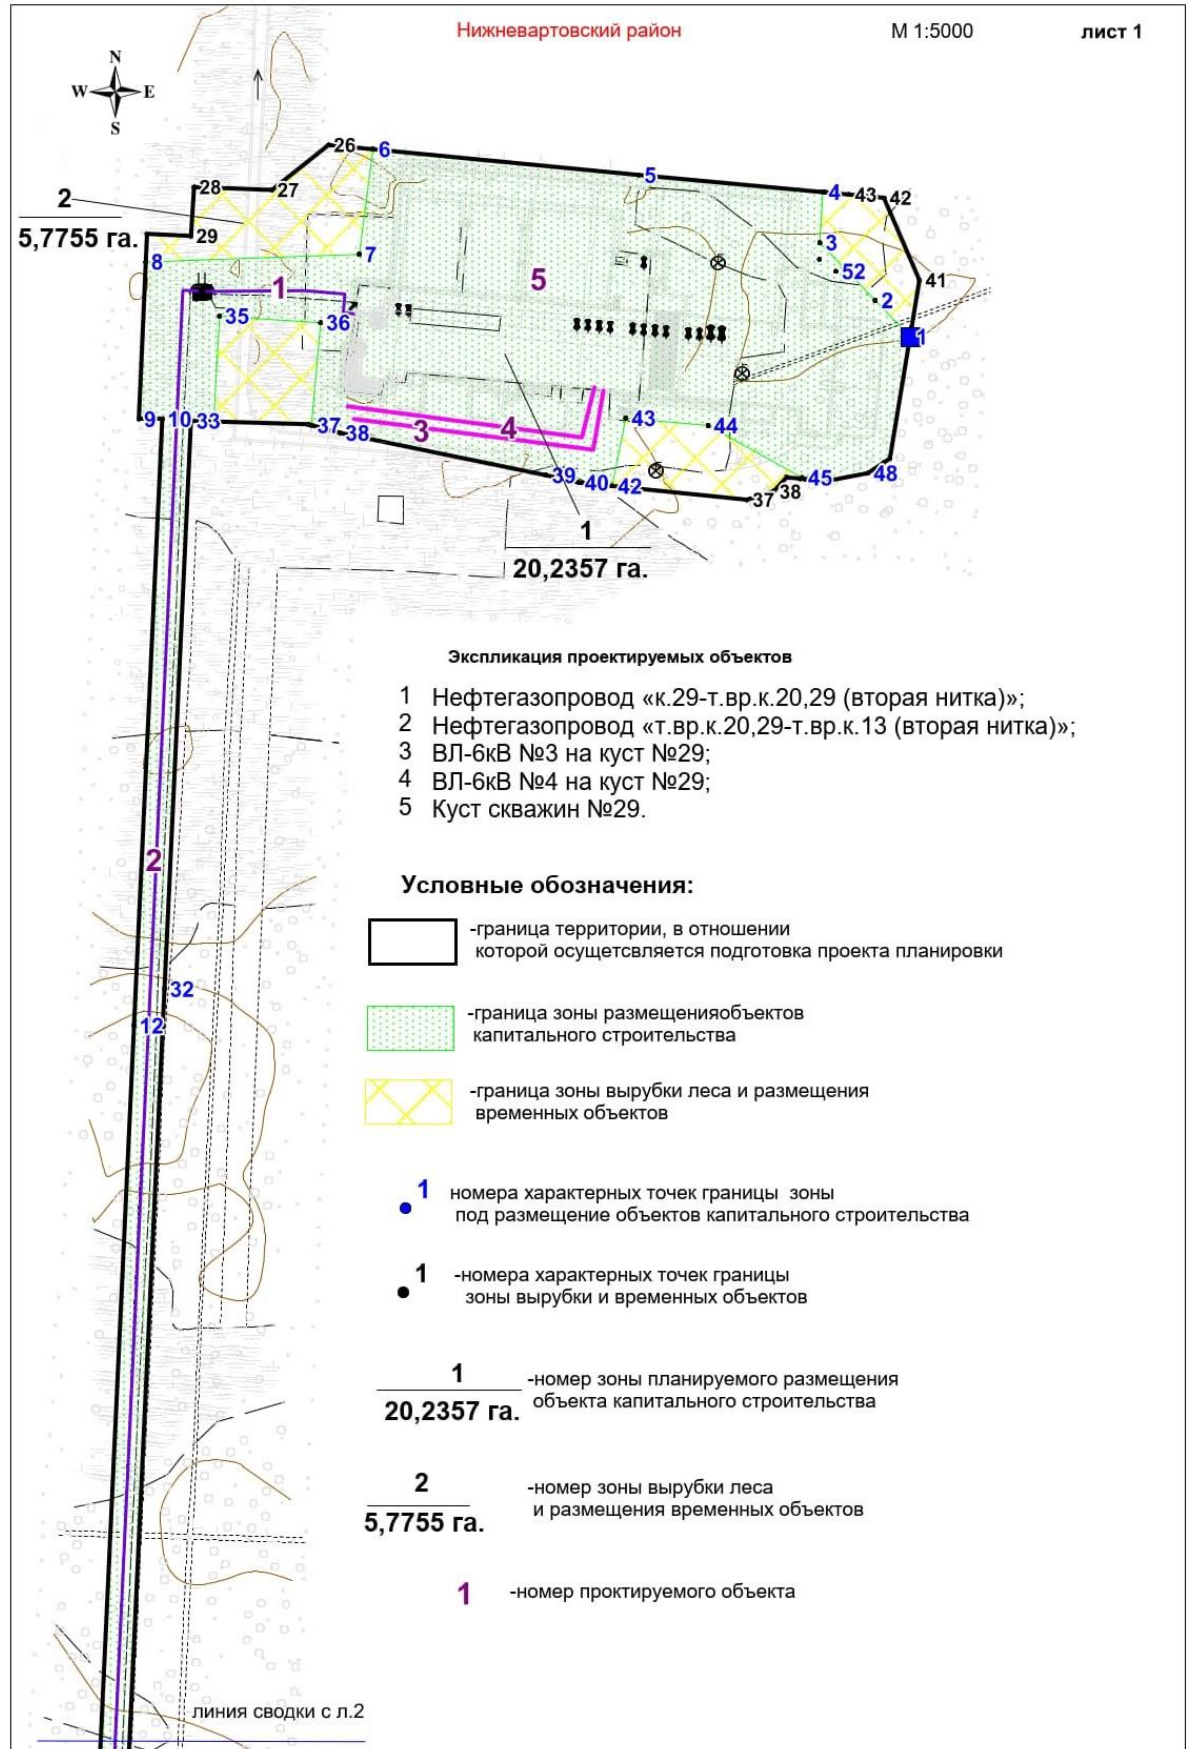 Нижневартовский район
М 1:5000
лист 1
N
W E
S
26 6
5
28 27
4 43 42
2
5,7755 га.
29
3
8 7
52
41
1 5
2
35 36
1
9 10 33 37 38
3 4
43 44
39 40 42
37 38 45 48
1
20,2357 га.
Экспликация проектируемых объектов
1 Нефтегазопровод «к.29-т.вр.к.20,29 (вторая нитка)»;
2 Нефтегазопровод «т.вр.к.20,29-т.вр.к.13 (вторая нитка)»;
3 ВЛ-6кВ №3 на куст №29;
4 ВЛ-6кВ №4 на куст №29;
5 Куст скважин №29.
2
Условные обозначения:
-граница территории, в отношении
которой осущетсвляется подготовка проекта планировки
32
12
-граница зоны размещенияобъектов
капитального строительства
-граница зоны вырубки леса и размещения
временных объектов
1 номера характерных точек границы зоны
под размещение объектов капитального строительства
1 -номера характерных точек границы
зоны вырубки и временных объектов
1
20,2357 га.
-номер зоны планируемого размещения
объекта капитального строительства
2
5,7755 га.
-номер зоны вырубки леса
и размещения временных объектов
1 -номер проктируемого объекта
линия сводки с л.2